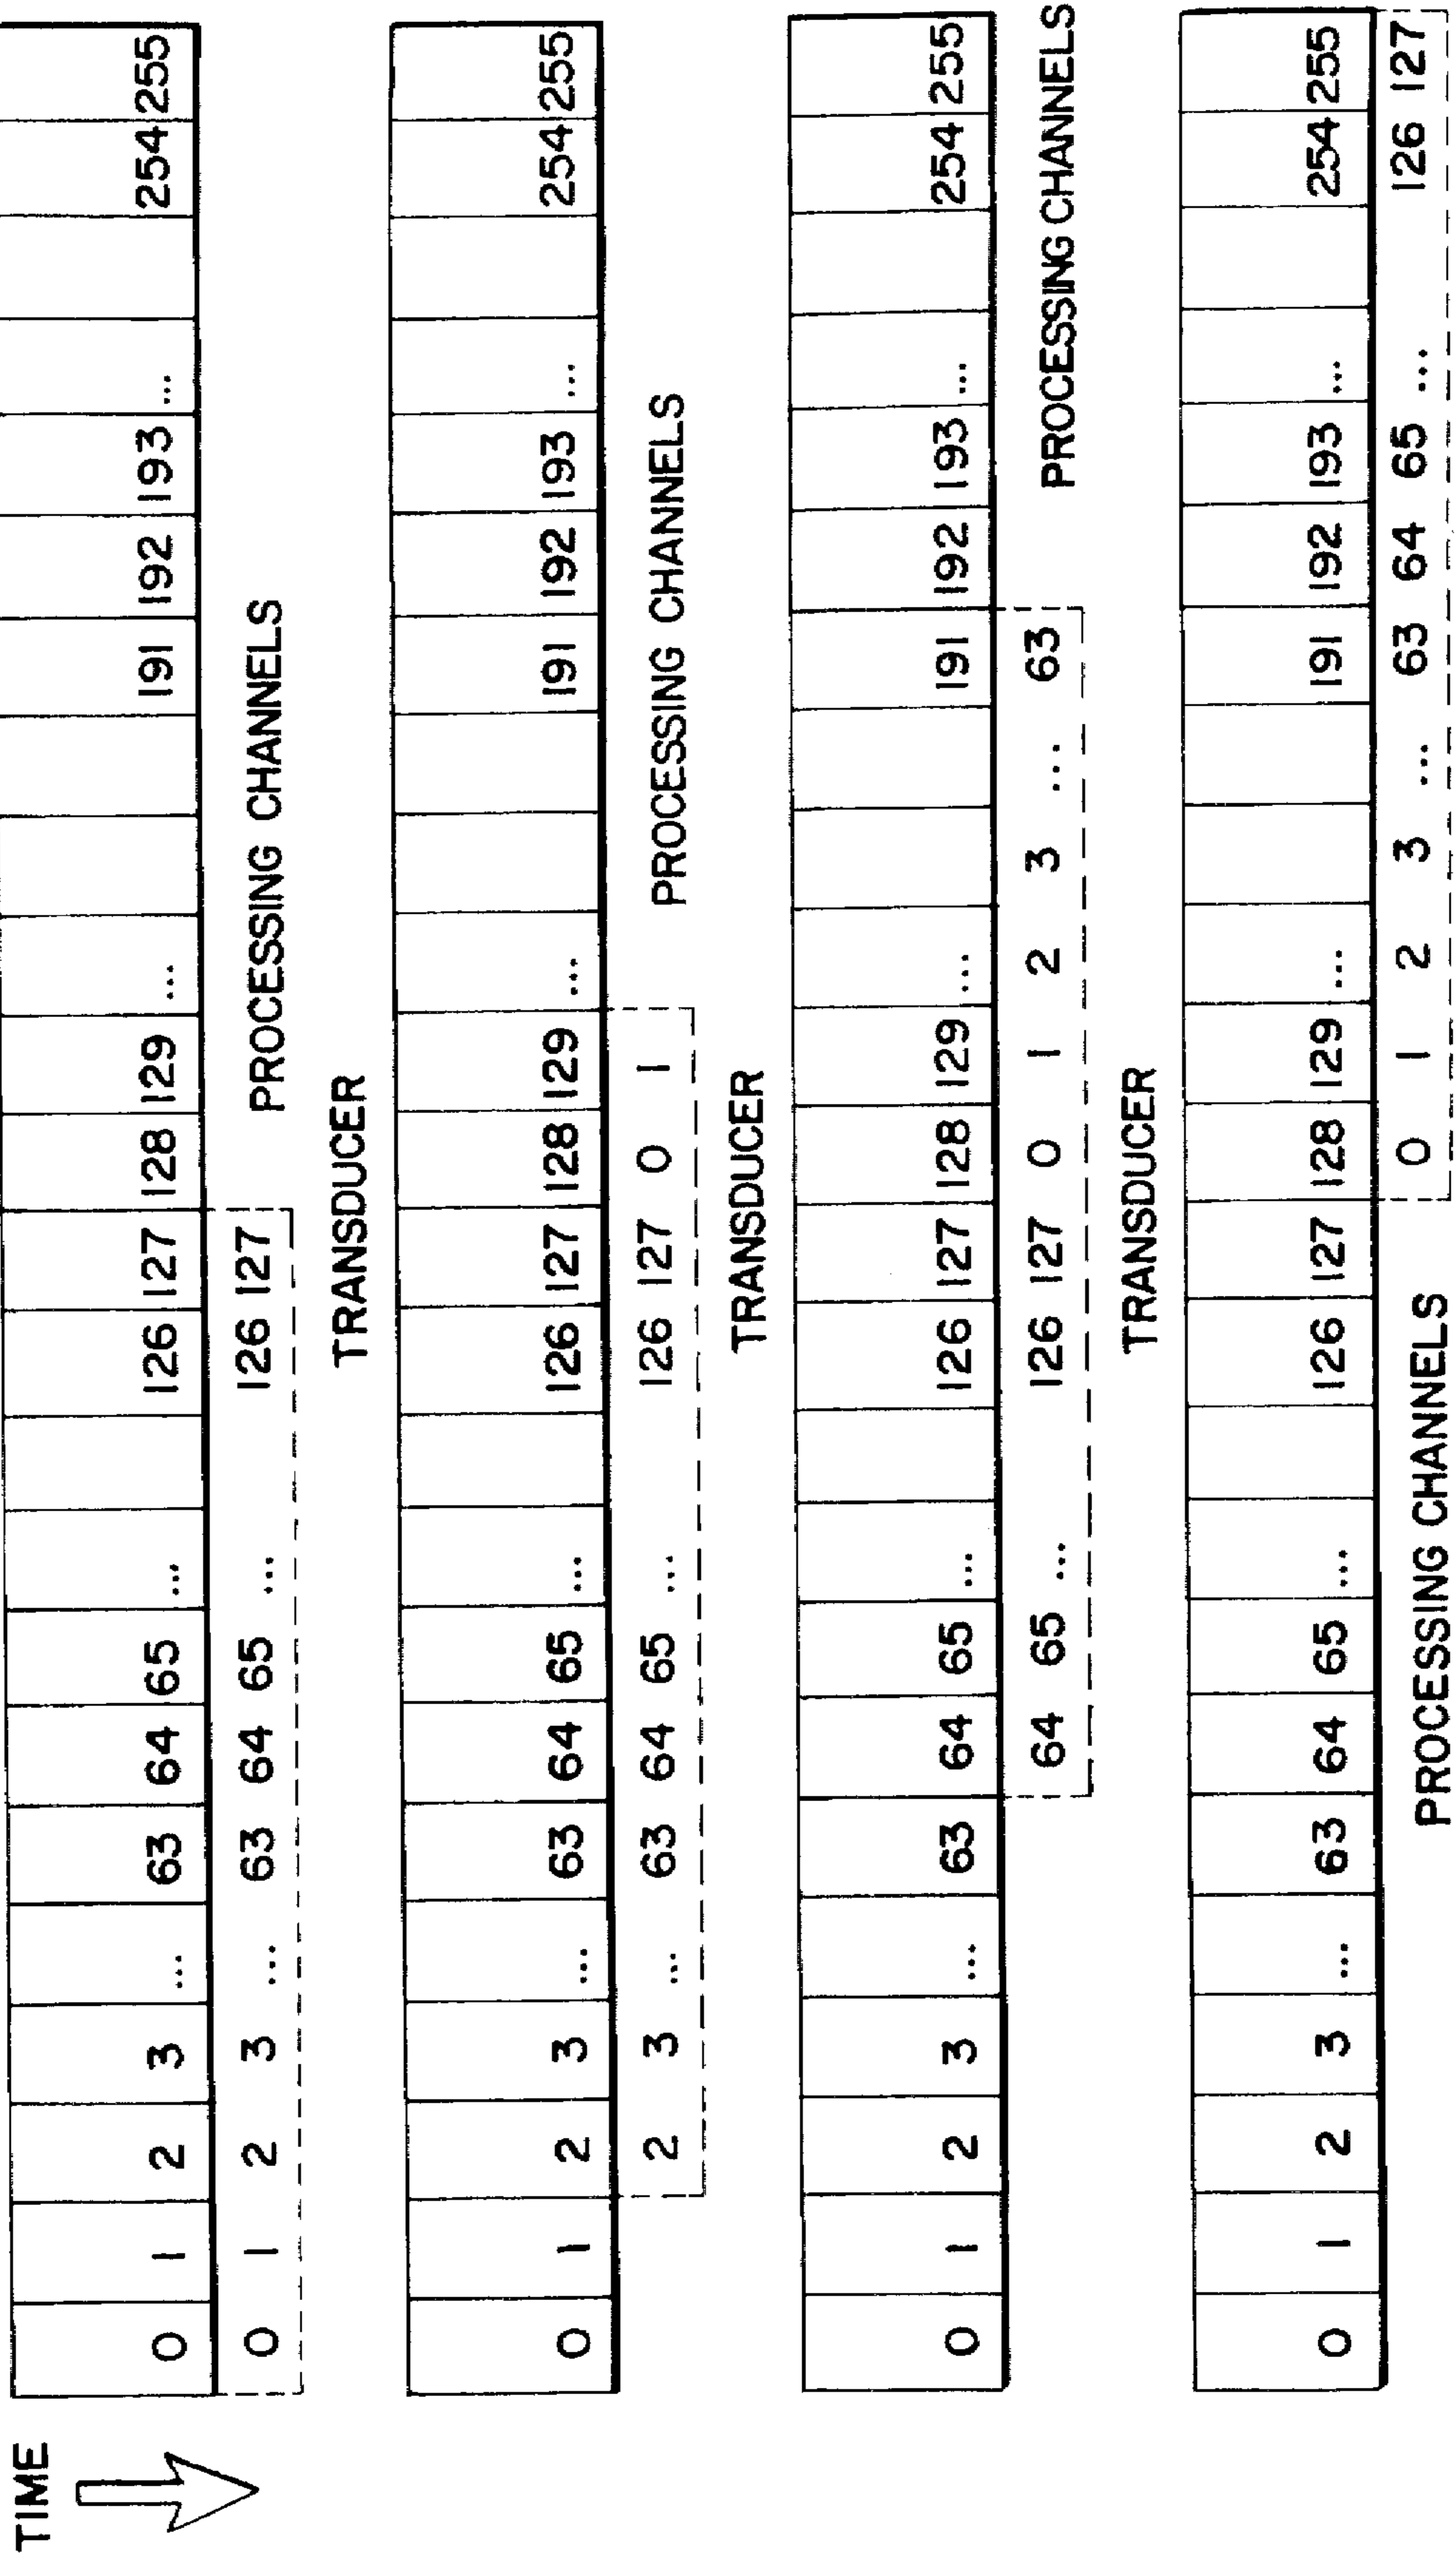 TIME
0 1 2 3 ... 63 64 65 ... 126 127 128 129 ... 191 192 193 ... 254 255
0 1 2 3 ... 63 64 65 ... 126 127
PROCESSING CHANNELS
TRANSDUCER
0 1 2 3 ... 63 64 65 ... 126 127 128 129 ... 191 192 193 ... 254 255
2 3 ... 63 64 65 ... 126 127 0 1
PROCESSING CHANNELS
TRANSDUCER
0 1 2 3 ... 63 64 65 ... 126 127 128 129 ... 191 192 193 ... 254 255
64 65 ... 126 127 0 1 2 3 ... 63
PROCESSING CHANNELS
TRANSDUCER
0 1 2 3 ... 63 64 65 ... 126 127 128 129 ... 191 192 193 ... 254 255
PROCESSING CHANNELS
0 1 2 3 ... 63 64 65 ... 126 127